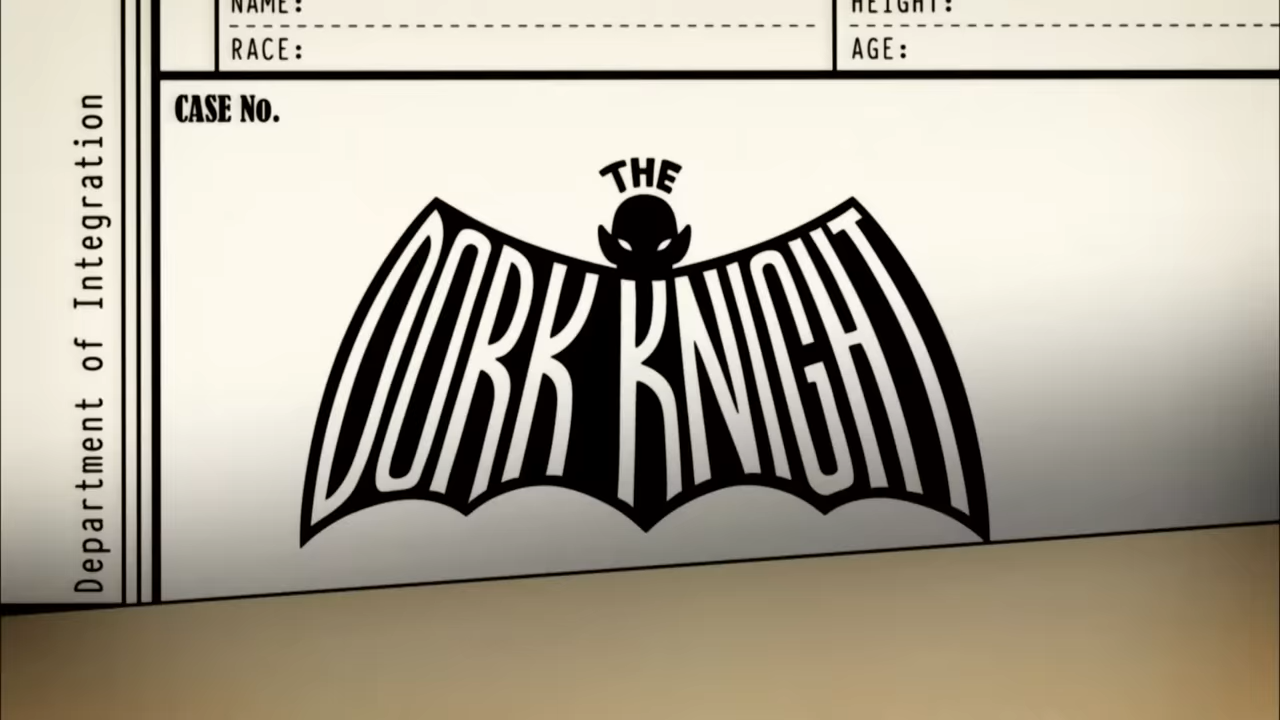 NAME:
HEIGHT:
RACE:
AGE:
CASE No.
THE
DORK KNIGHT
Department of Integration